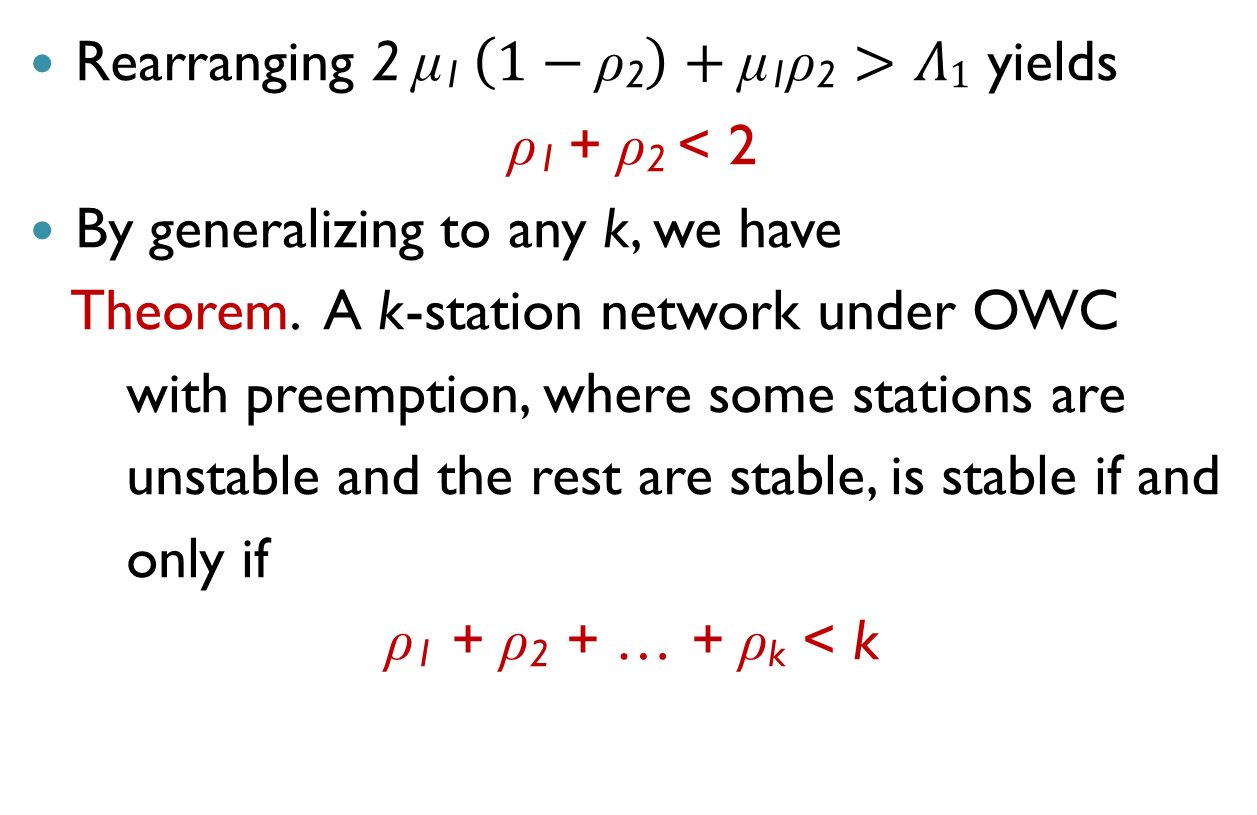 • Rearranging 2 μ₁ (1 − ρ₂) + μ₁ρ₂ > Λ₁ yields
ρ₁ + ρ₂ < 2
• By generalizing to any k, we have
Theorem. A k-station network under OWC
with preemption, where some stations are
unstable and the rest are stable, is stable if and
only if
ρ₁ + ρ₂ + … + ρₖ < k